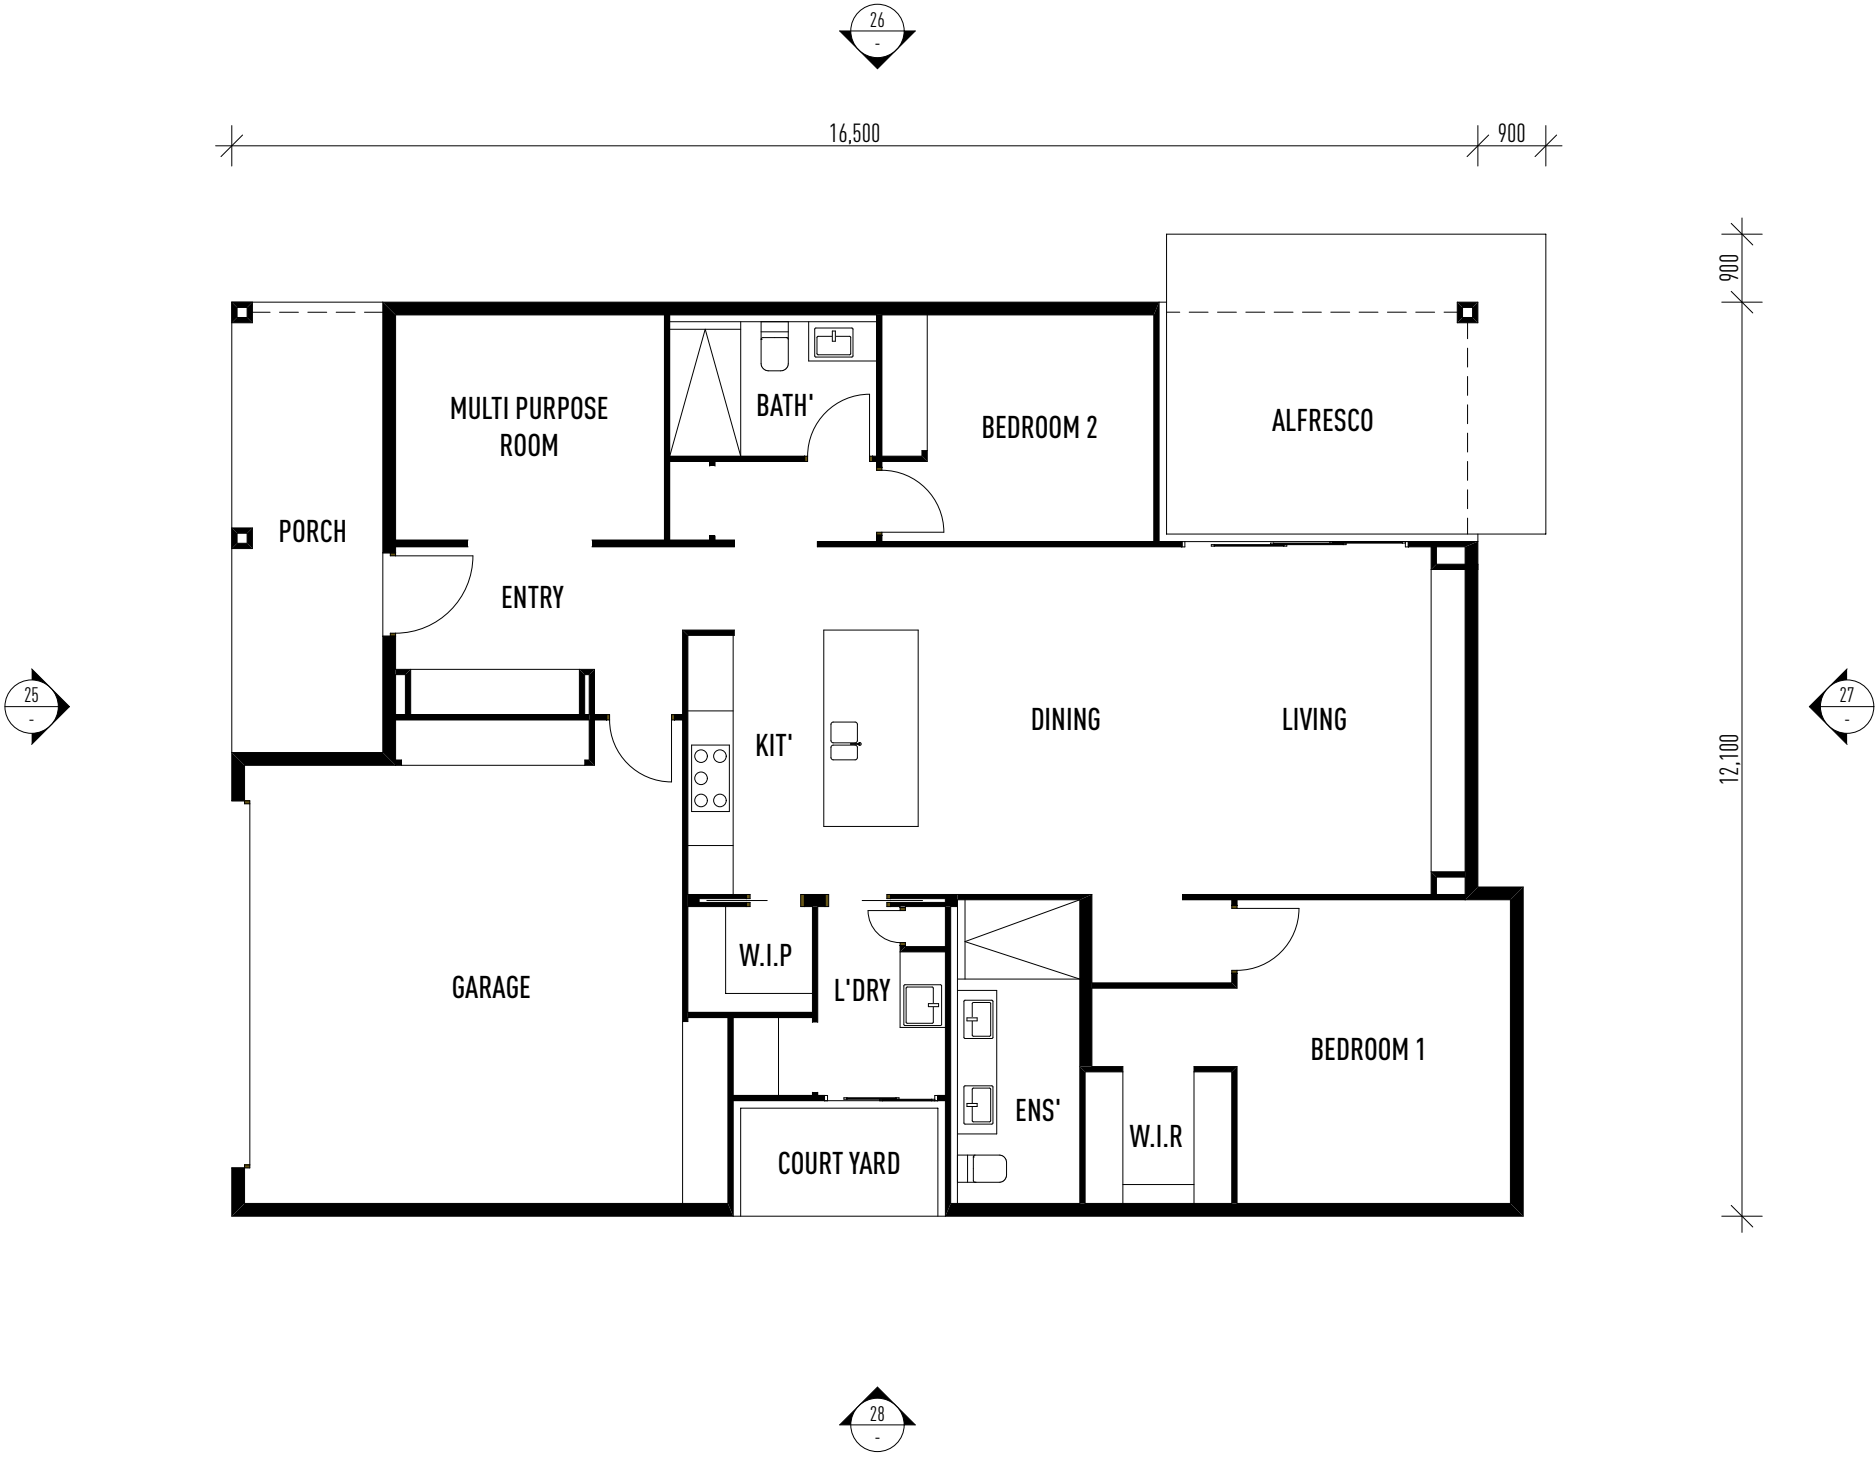 26
-
16,500
900
900
MULTI PURPOSE
ROOM
BATH'
BEDROOM 2
ALFRESCO
PORCH
ENTRY
25
-
KIT'
DINING
LIVING
27
-
12,100
W.I.P
L'DRY
GARAGE
BEDROOM 1
ENS'
W.I.R
COURT YARD
28
-